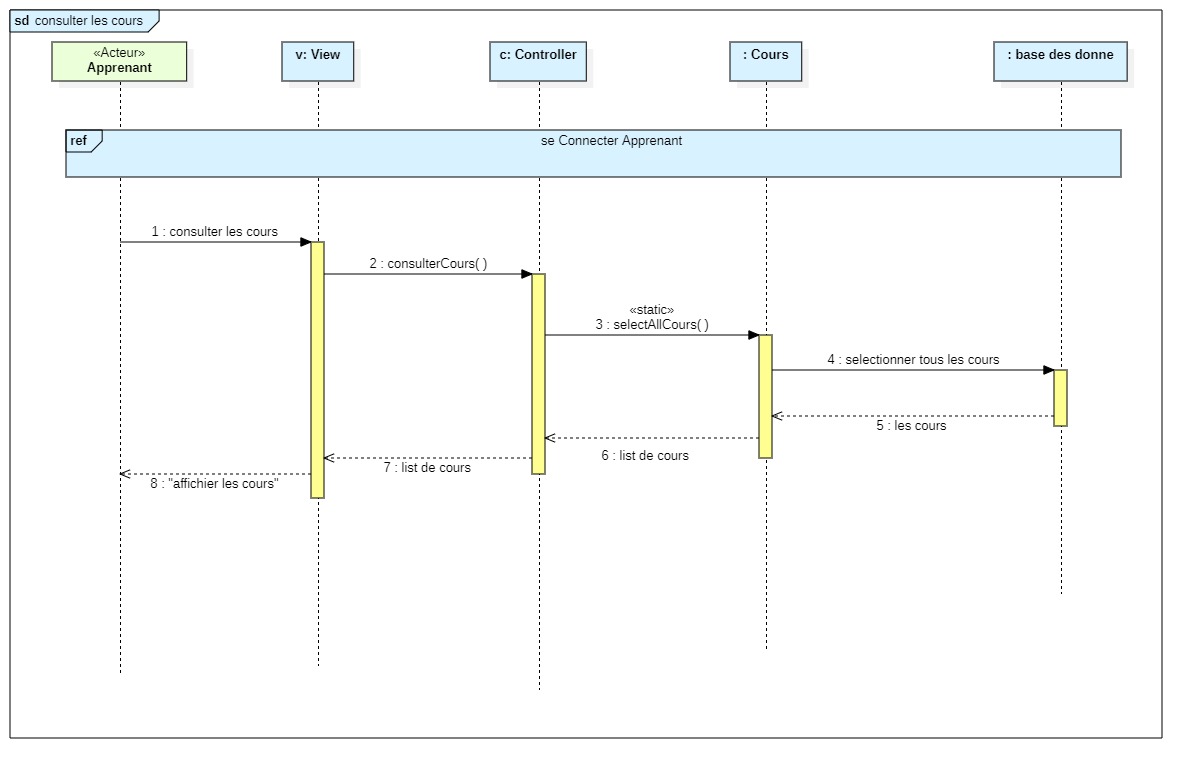 sd consulter les cours
«Acteur»
Apprenant
v: View
c: Controller
: Cours
: base des donne
ref
se Connecter Apprenant
1 : consulter les cours
2 : consulterCours( )
«static»
3 : selectAllCours( )
4 : selectionner tous les cours
5 : les cours
6 : list de cours
7 : list de cours
8 : "affichier les cours"